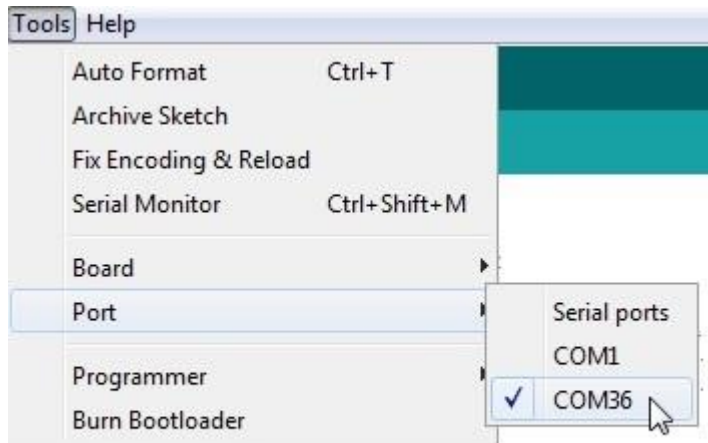 Tools Help
Auto Format Ctrl+T
Archive Sketch
Fix Encoding & Reload
Serial Monitor Ctrl+Shift+M
Board
Port
Serial ports
COM1
COM36
Programmer
Burn Bootloader